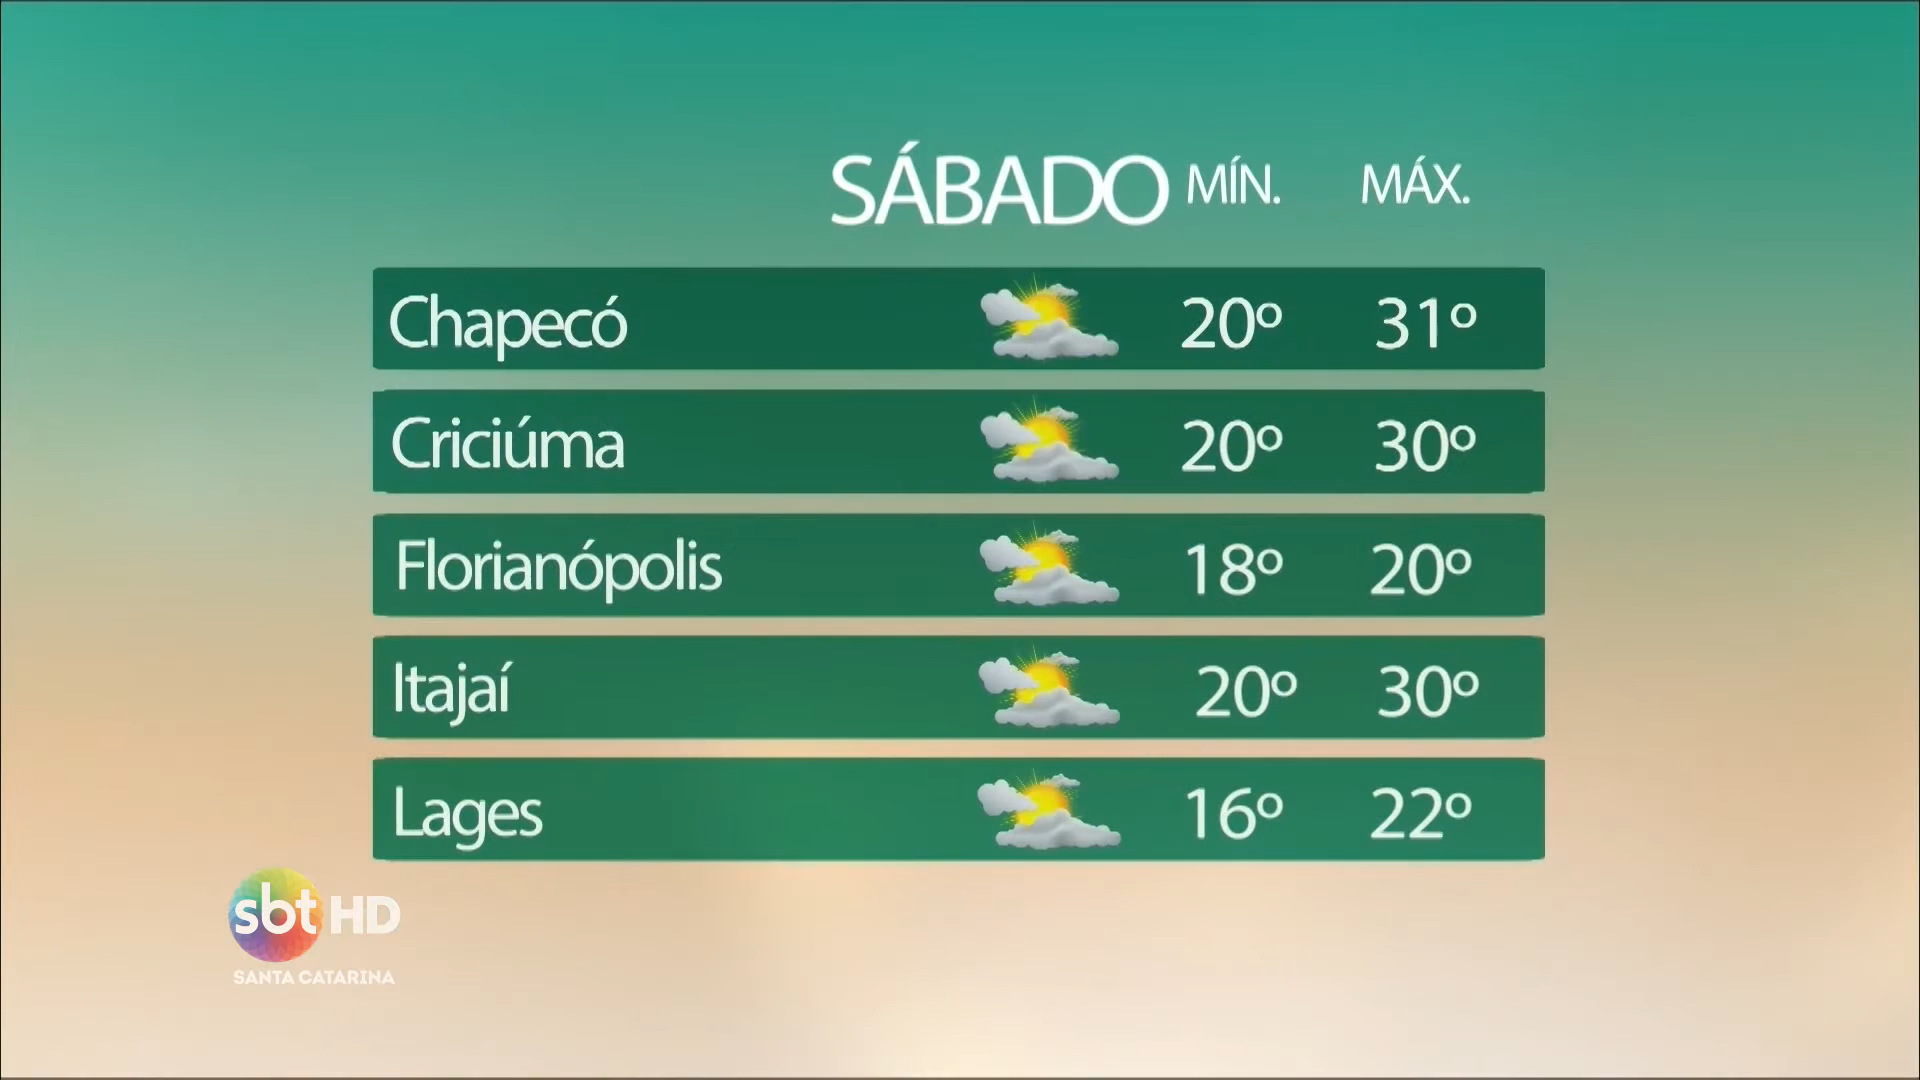 SÁBADO MÍN. MÁX.
Chapecó 20º 31º
Criciúma 20º 30º
Florianópolis 18º 20º
Itajaí 20º 30º
Lages 16º 22º
sbt HD
SANTA CATARINA